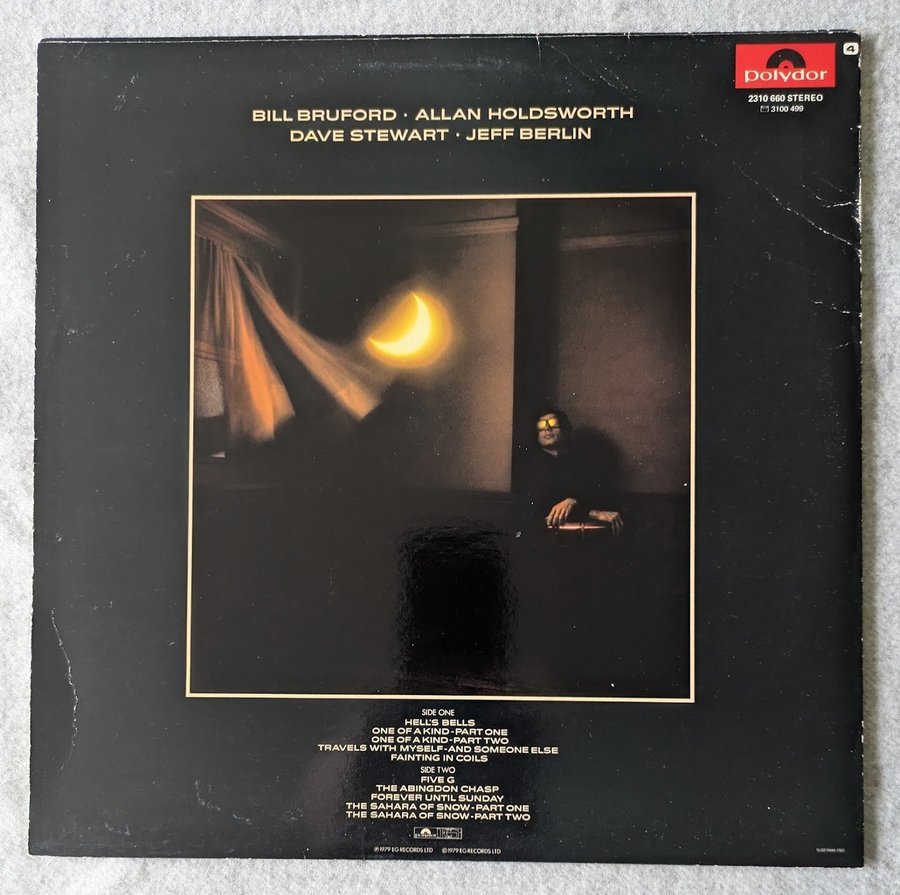 polydor
4
2310 660 STEREO
3100 499
BILL BRUFORD · ALLAN HOLDSWORTH
DAVE STEWART · JEFF BERLIN
SIDE ONE
HELL'S BELLS
ONE OF A KIND-PART ONE
ONE OF A KIND-PART TWO
TRAVELS WITH MYSELF-AND SOMEONE ELSE
FAINTING IN COILS
SIDE TWO
FIVE G
THE ABINGDON CHASP
FOREVER UNTIL SUNDAY
THE SAHARA OF SNOW-PART ONE
THE SAHARA OF SNOW-PART TWO
℗1979 EG RECORDS LTD ©1979 EG RECORDS LTD